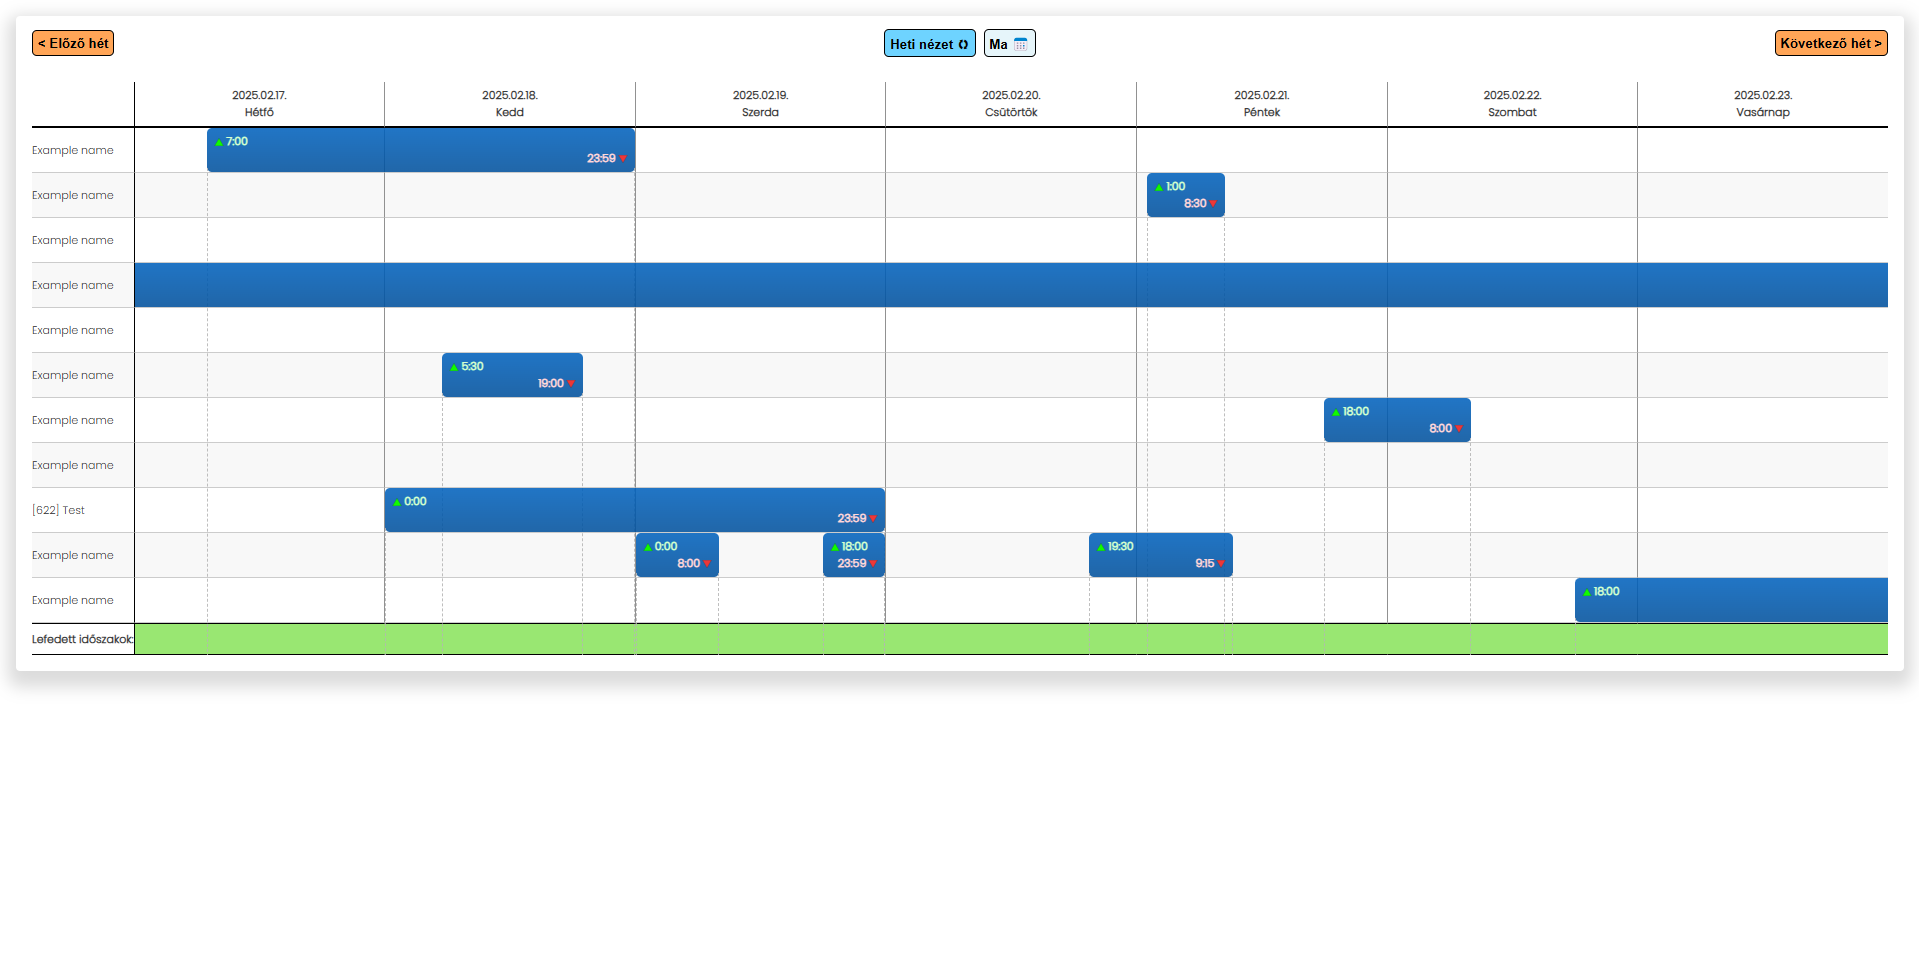 < Előző hét
Heti nézet
Ma
Következő hét >
2025.02.17.
Hétfő
2025.02.18.
Kedd
2025.02.19.
Szerda
2025.02.20.
Csütörtök
2025.02.21.
Péntek
2025.02.22.
Szombat
2025.02.23.
Vasárnap
Example name
▲ 7:00
23:59 ▼
Example name
▲ 1:00
8:30 ▼
Example name
Example name
Example name
Example name
▲ 5:30
19:00 ▼
Example name
▲ 18:00
8:00 ▼
Example name
[622] Test
▲ 0:00
23:59 ▼
Example name
▲ 0:00
8:00 ▼
▲ 18:00
23:59 ▼
▲ 19:30
9:15 ▼
Example name
▲ 18:00
Lefedett időszakok: